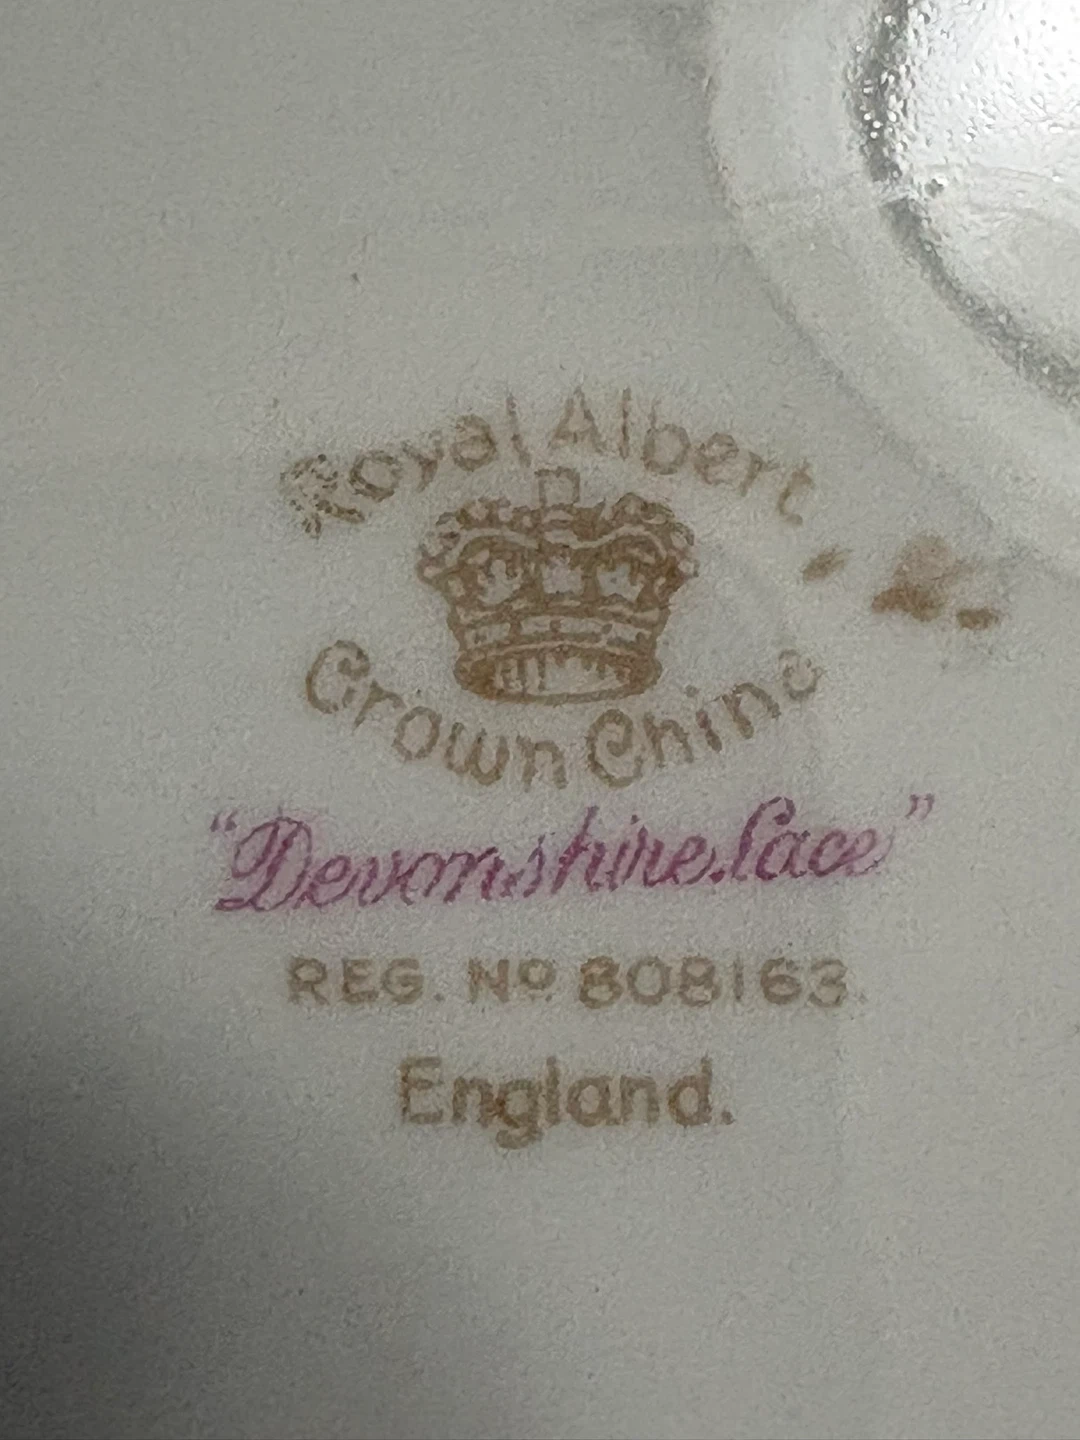 Royal Albert
Crown China
"Devonshire Lace"
REG. No 808163.
England.